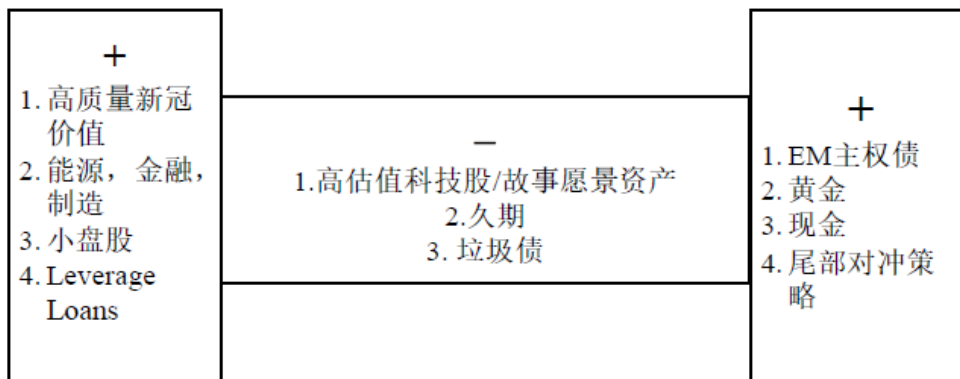 +
1. 高质量新冠
价值
2. 能源，金融，
制造
3. 小盘股
4. Leverage
Loans
–
1.高估值科技股/故事愿景资产
2.久期
3. 垃圾债
+
1. EM主权债
2. 黄金
3. 现金
4. 尾部对冲策
略